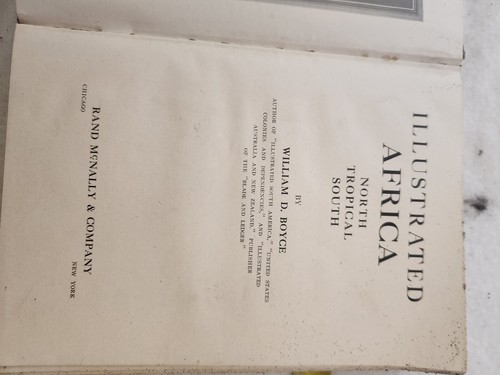 ILLUSTRATED
AFRICA
NORTH
TROPICAL
SOUTH
BY
WILLIAM D. BOYCE
AUTHOR OF "ILLUSTRATED SOUTH AMERICA," "UNITED STATES
COLONIES AND DEPENDENCIES," AND "ILLUSTRATED
AUSTRALIA AND NEW ZEALAND," PUBLISHER
OF THE "BLADE AND LEDGER"
RAND McNALLY & COMPANY
CHICAGO NEW YORK